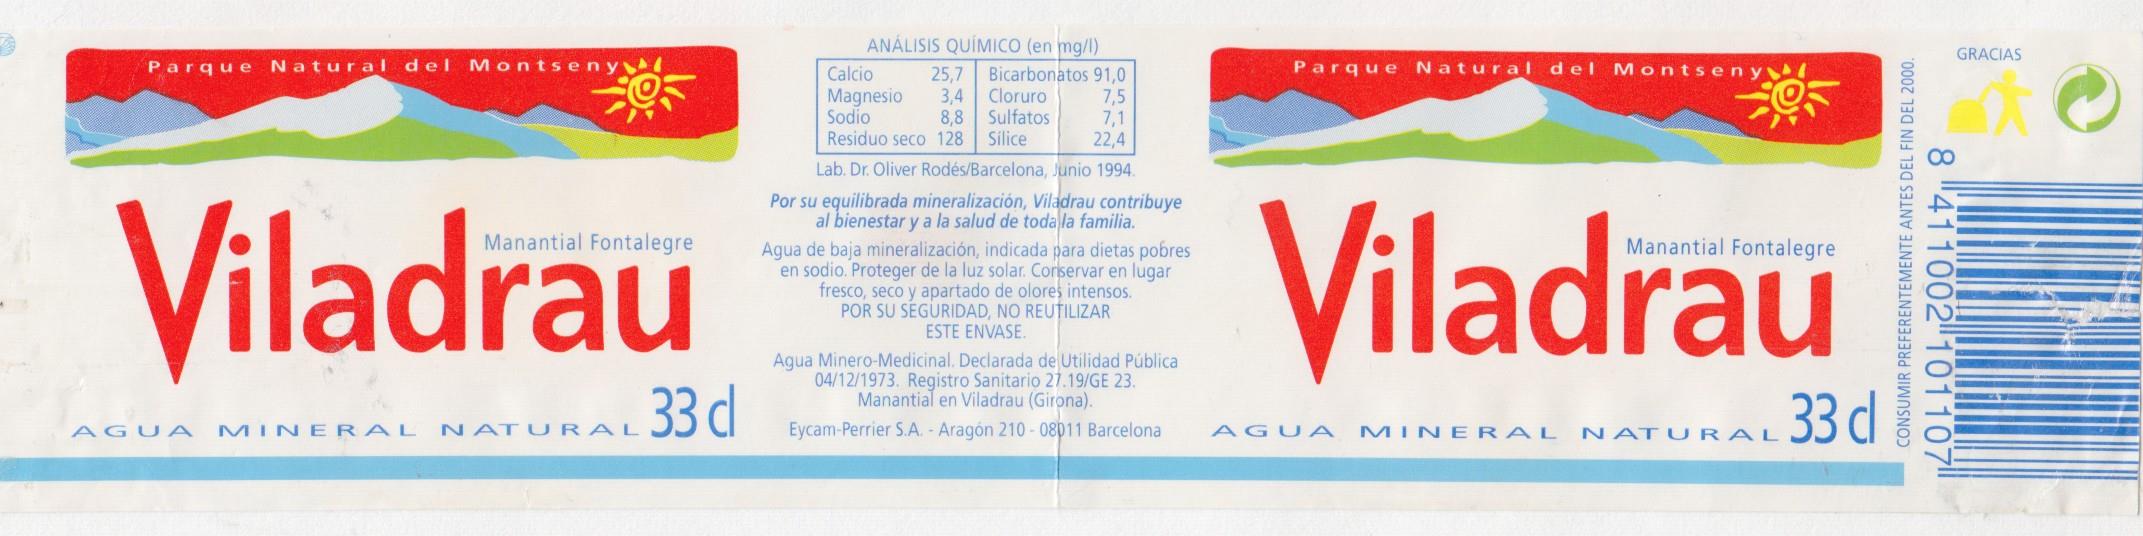 Parque Natural del Montseny
Viladrau
Manantial Fontalegre
AGUA MINERAL NATURAL 33 cl
ANÁLISIS QUÍMICO (en mg/l)
Calcio 25,7 Bicarbonatos 91,0
Magnesio 3,4 Cloruro 7,5
Sodio 8,8 Sulfatos 7,1
Residuo seco 128 Sílice 22,4
Lab. Dr. Oliver Rodés/Barcelona, Junio 1994.
Por su equilibrada mineralización, Viladrau contribuye
al bienestar y a la salud de toda la familia.
Agua de baja mineralización, indicada para dietas pobres
en sodio. Proteger de la luz solar. Conservar en lugar
fresco, seco y apartado de olores intensos.
POR SU SEGURIDAD, NO REUTILIZAR
ESTE ENVASE.
Agua Minero-Medicinal. Declarada de Utilidad Pública
04/12/1973. Registro Sanitario 27.19/GE 23.
Manantial en Viladrau (Girona).
Eycam-Perrier S.A. - Aragón 210 - 08011 Barcelona
Parque Natural del Montseny
Viladrau
Manantial Fontalegre
AGUA MINERAL NATURAL 33 cl
CONSUMIR PREFERENTEMENTE ANTES DEL FIN DEL 2000.
GRACIAS
8 411002 101107